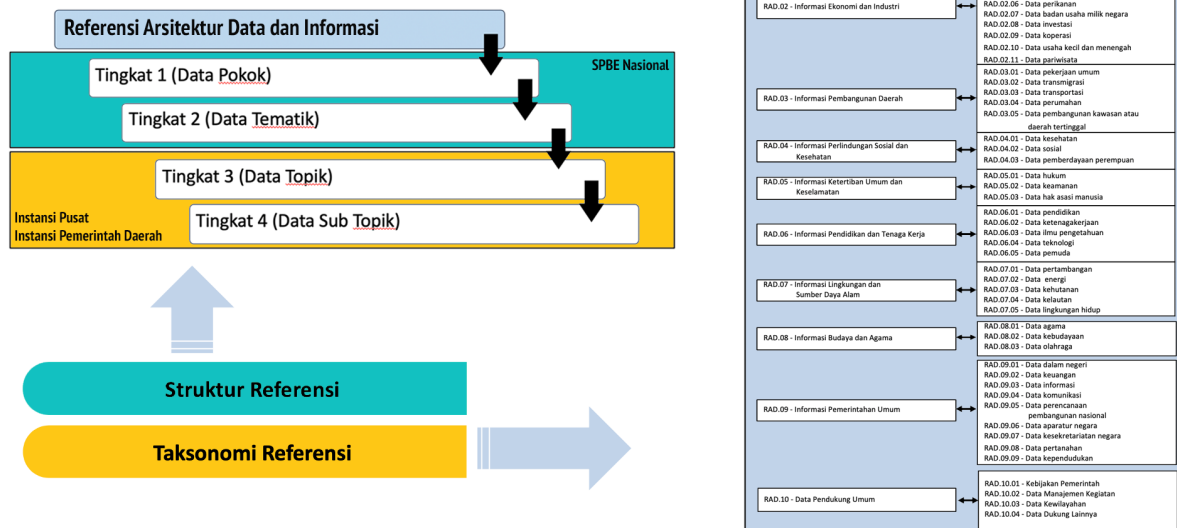 Referensi Arsitektur Data dan Informasi
SPBE Nasional
Tingkat 1 (Data Pokok)
Tingkat 2 (Data Tematik)
Tingkat 3 (Data Topik)
Tingkat 4 (Data Sub Topik)
Instansi Pusat
Instansi Pemerintah Daerah
Struktur Referensi
Taksonomi Referensi
RAD.02 - Informasi Ekonomi dan Industri
RAD.02.06 - Data perikanan
RAD.02.07 - Data badan usaha milik negara
RAD.02.08 - Data investasi
RAD.02.09 - Data koperasi
RAD.02.10 - Data usaha kecil dan menengah
RAD.02.11 - Data pariwisata
RAD.03 - Informasi Pembangunan Daerah
RAD.03.01 - Data pekerjaan umum
RAD.03.02 - Data transmigrasi
RAD.03.03 - Data transportasi
RAD.03.04 - Data perumahan
RAD.03.05 - Data pembangunan kawasan atau
daerah tertinggal
RAD.04 - Informasi Perlindungan Sosial dan
Kesehatan
RAD.04.01 - Data kesehatan
RAD.04.02 - Data sosial
RAD.04.03 - Data pemberdayaan perempuan
RAD.05 - Informasi Ketertiban Umum dan
Keselamatan
RAD.05.01 - Data hukum
RAD.05.02 - Data keamanan
RAD.05.03 - Data hak asasi manusia
RAD.06 - Informasi Pendidikan dan Tenaga Kerja
RAD.06.01 - Data pendidikan
RAD.06.02 - Data ketenagakerjaan
RAD.06.03 - Data ilmu pengetahuan
RAD.06.04 - Data teknologi
RAD.06.05 - Data pemuda
RAD.07 - Informasi Lingkungan dan
Sumber Daya Alam
RAD.07.01 - Data pertambangan
RAD.07.02 - Data energi
RAD.07.03 - Data kehutanan
RAD.07.04 - Data kelautan
RAD.07.05 - Data lingkungan hidup
RAD.08 - Informasi Budaya dan Agama
RAD.08.01 - Data agama
RAD.08.02 - Data kebudayaan
RAD.08.03 - Data olahraga
RAD.09 - Informasi Pemerintahan Umum
RAD.09.01 - Data dalam negeri
RAD.09.02 - Data keuangan
RAD.09.03 - Data informasi
RAD.09.04 - Data komunikasi
RAD.09.05 - Data perencanaan
pembangunan nasional
RAD.09.06 - Data aparatur negara
RAD.09.07 - Data kesekretariatan negara
RAD.09.08 - Data pertanahan
RAD.09.09 - Data kependudukan
RAD.10 - Data Pendukung Umum
RAD.10.01 - Kebijakan Pemerintah
RAD.10.02 - Data Manajemen Kegiatan
RAD.10.03 - Data Kewilayahan
RAD.10.04 - Data Dukung Lainnya